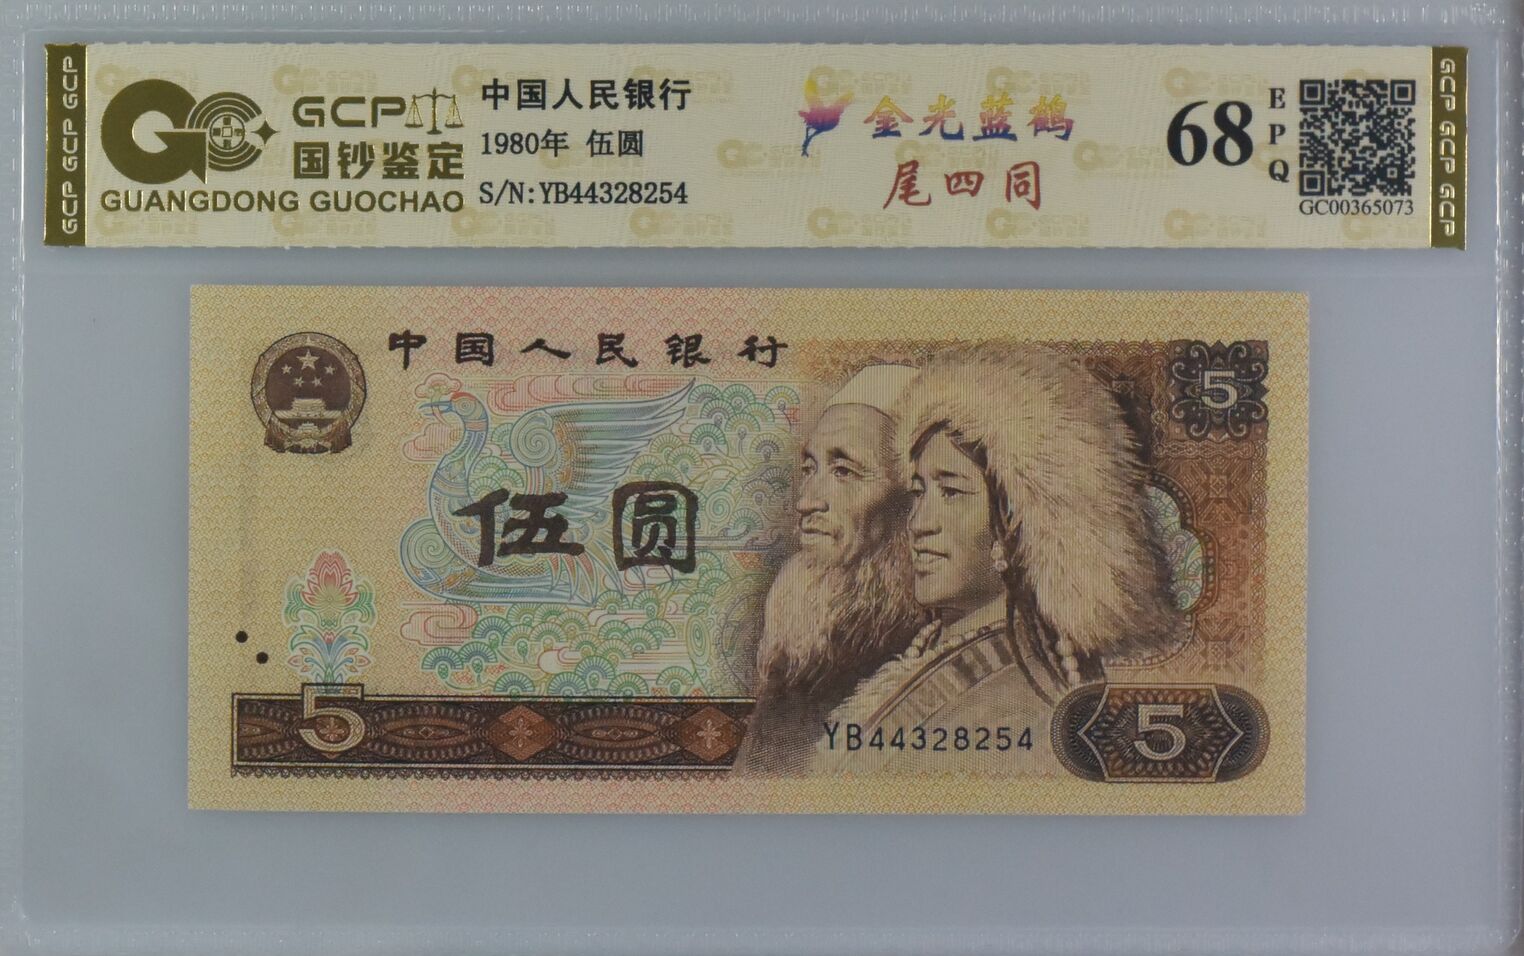 GCP GCP GCP
GCP
国钞鉴定
GUANGDONG GUOCHAO
中国人民银行
1980年 伍圆
S/N:YB44328254
金光蓝鹤
尾四同
68
EPQ
GC00365073
GCP GCP GCP
中国人民银行
5
伍圆
5
YB44328254
5